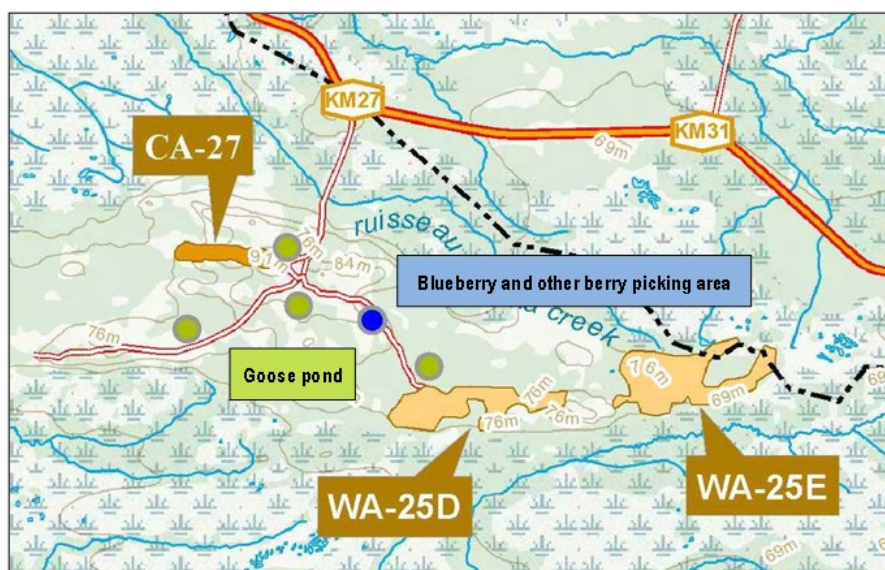 KM27
KM31
69m
CA-27
ruisseau
76m
91m
84m
Blueberry and other berry picking area
creek
76m
Goose pond
76m
69m
76m
69m
76m
76m
WA-25D
WA-25E
69m